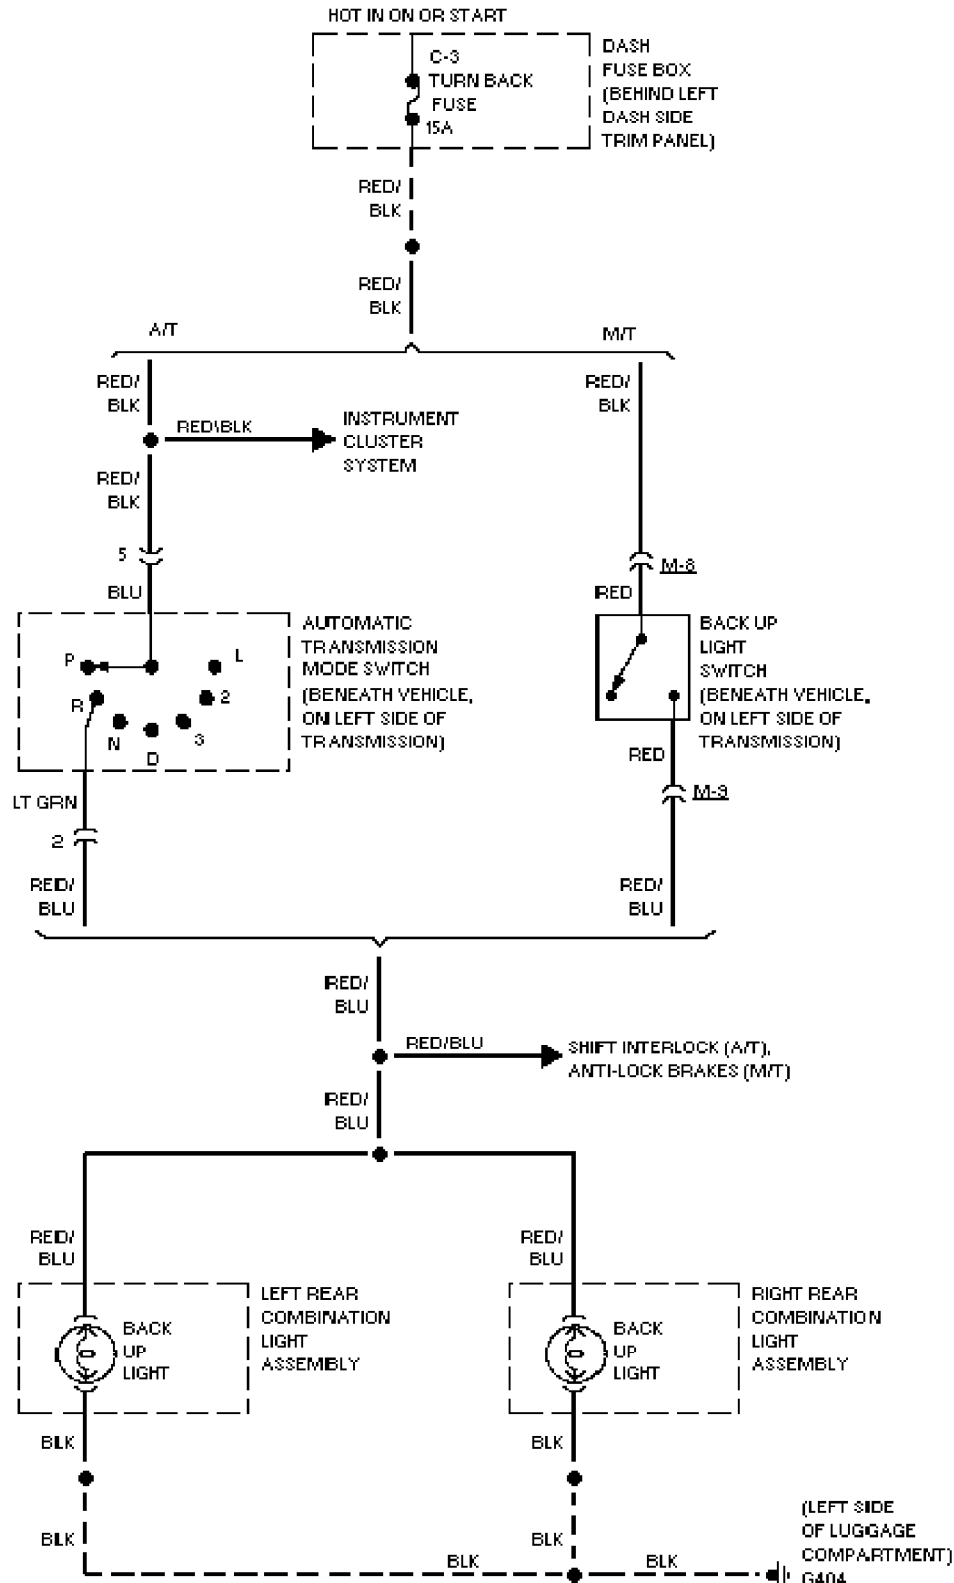 HOT IN ON OR START
C-3
TURN BACK
FUSE
15A
DASH
FUSE BOX
(BEHIND LEFT
DASH SIDE
TRIM PANEL)
RED/
BLK
RED/
BLK
A/T
M/T
RED/
BLK
RED/
BLK
RED\BLK
INSTRUMENT
CLUSTER
SYSTEM
RED/
BLK
5
BLU
M-8
RED
AUTOMATIC
TRANSMISSION
MODE SWITCH
(BENEATH VEHICLE,
ON LEFT SIDE OF
TRANSMISSION)
P
R
N
D
3
2
L
BACK UP
LIGHT
SWITCH
(BENEATH VEHICLE,
ON LEFT SIDE OF
TRANSMISSION)
LT GRN
2
RED
M-9
RED/
BLU
RED/
BLU
RED/
BLU
RED/BLU
SHIFT INTERLOCK (A/T),
ANTI-LOCK BRAKES (M/T)
RED/
BLU
RED/
BLU
RED/
BLU
LEFT REAR
COMBINATION
LIGHT
ASSEMBLY
BACK
UP
LIGHT
RIGHT REAR
COMBINATION
LIGHT
ASSEMBLY
BACK
UP
LIGHT
BLK
BLK
BLK
BLK
BLK
BLK
(LEFT SIDE
OF LUGGAGE
COMPARTMENT)
G404